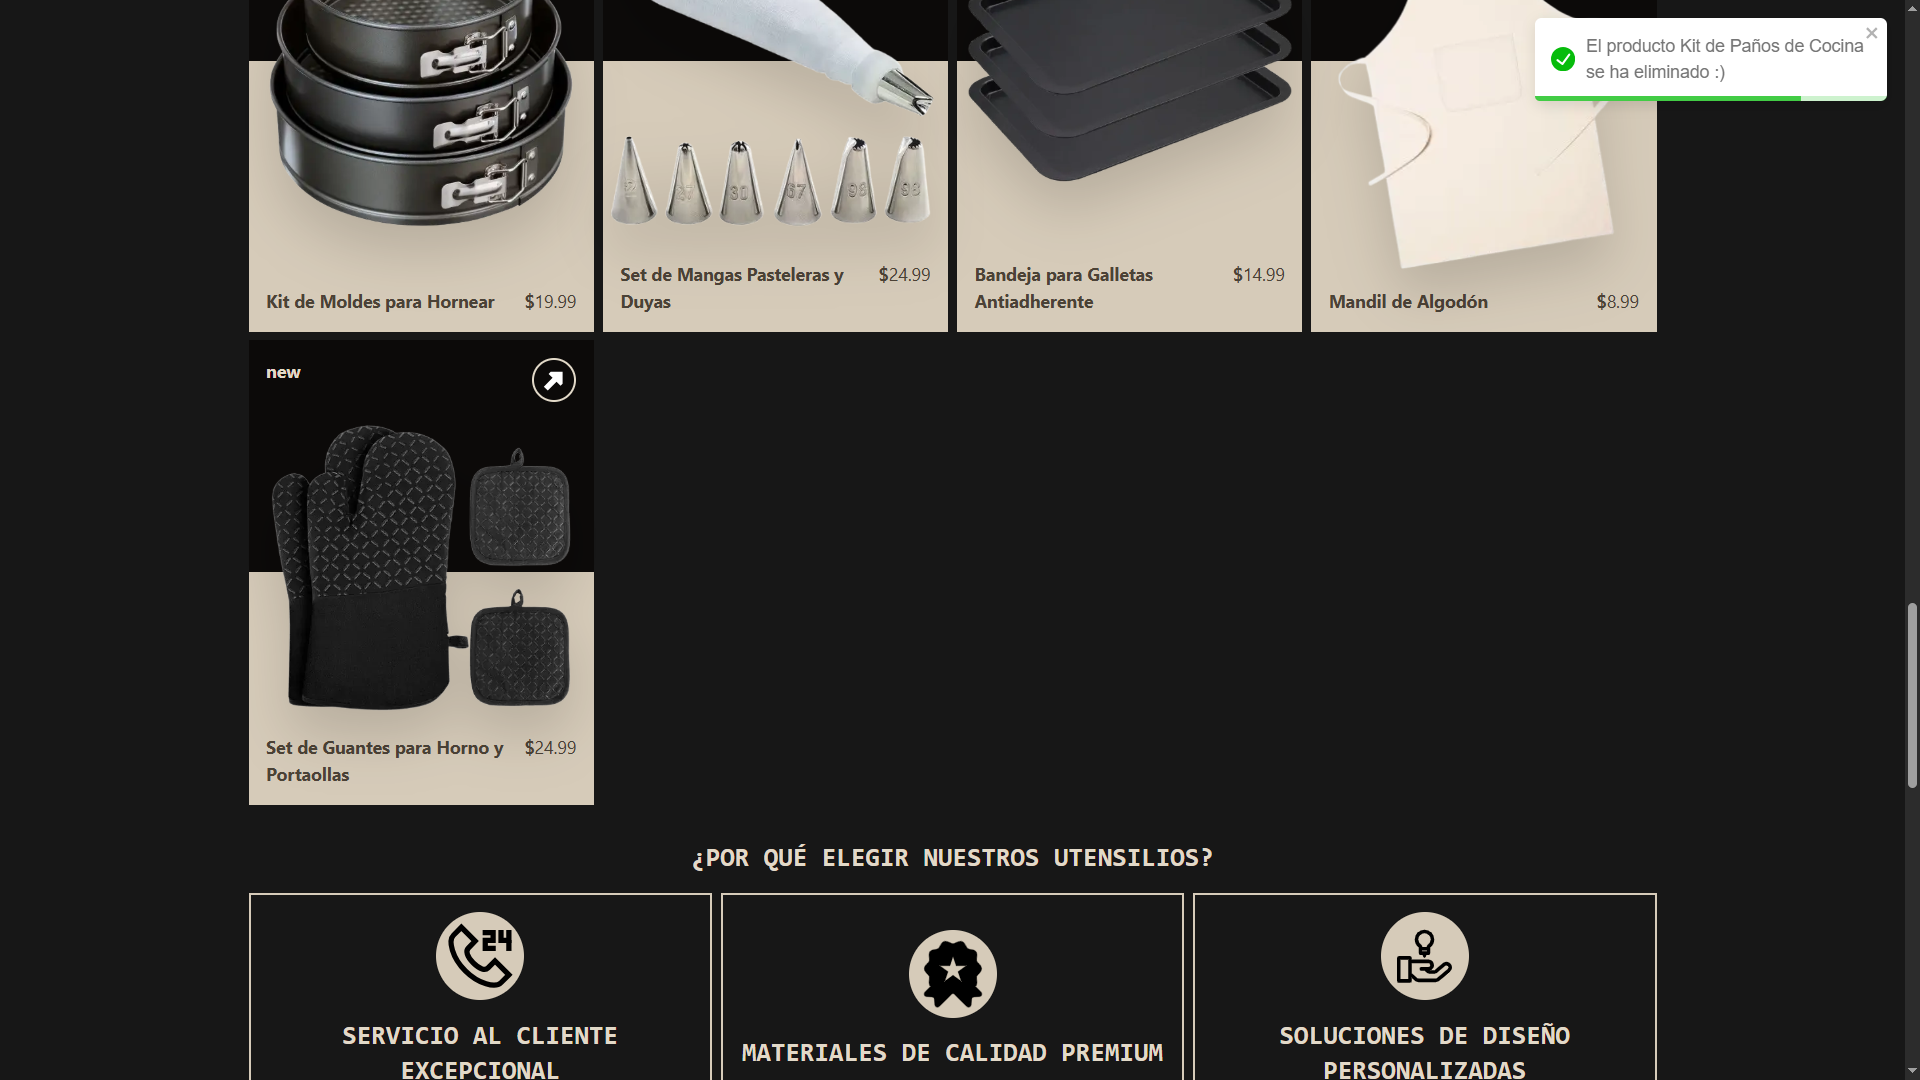 El producto Kit de Paños de Cocina
se ha eliminado :)
30
67
Kit de Moldes para Hornear $19.99
Set de Mangas Pasteleras y $24.99
Duyas
Bandeja para Galletas $14.99
Antiadherente
Mandil de Algodón $8.99
new
Set de Guantes para Horno y $24.99
Portaollas
¿POR QUÉ ELEGIR NUESTROS UTENSILIOS?
24
SERVICIO AL CLIENTE
EXCEPCIONAL
MATERIALES DE CALIDAD PREMIUM
SOLUCIONES DE DISEÑO
PERSONALIZADAS